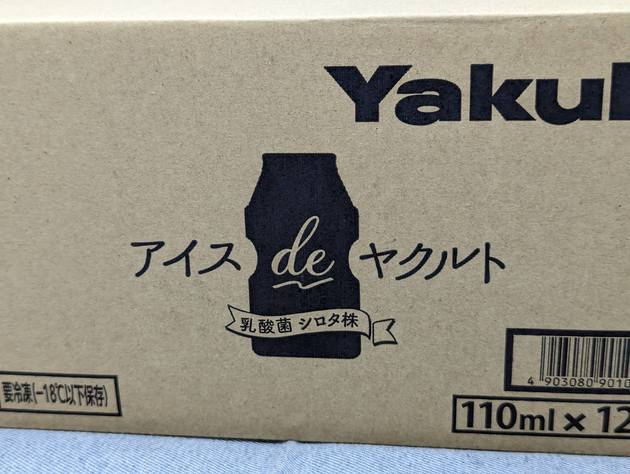 アイス de ヤクルト
乳酸菌 シロタ株
要冷凍(-18℃以下保存)
4 903080 9010
110ml × 12